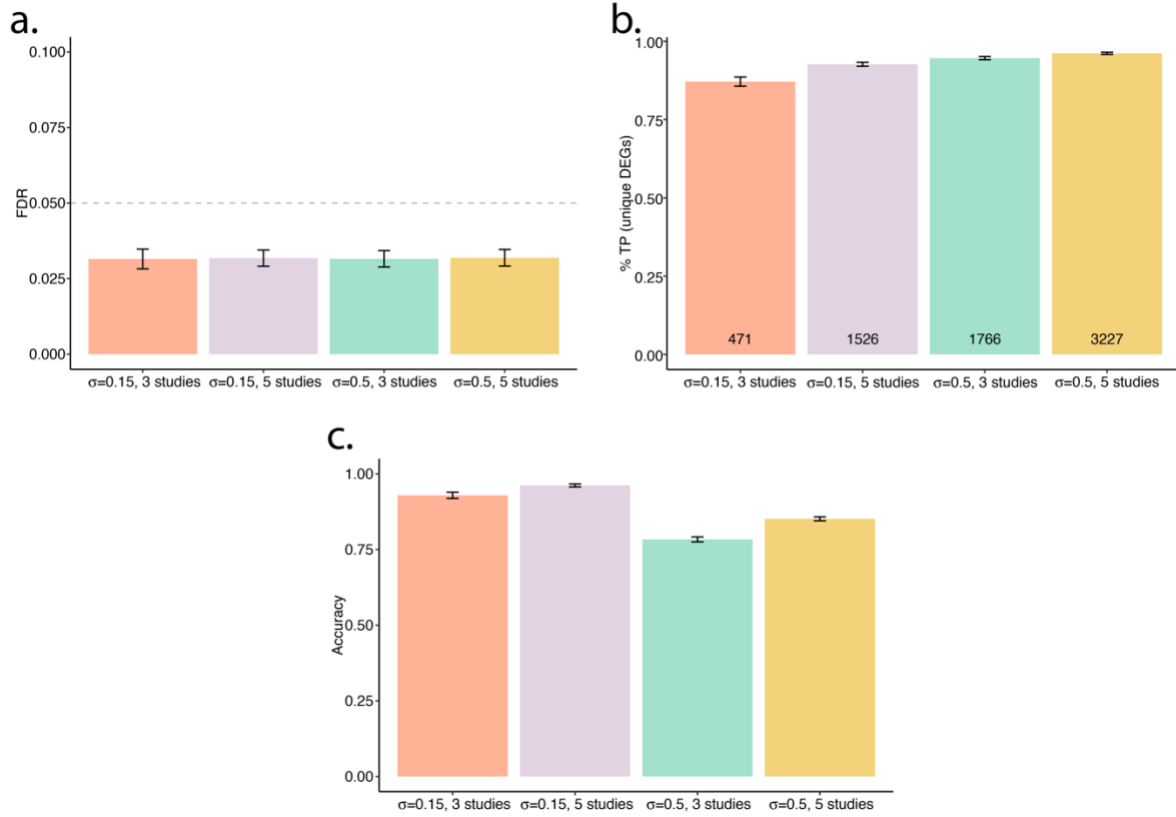 a.
0.100
0.075
0.050
0.025
0.000
FDR
σ=0.15, 3 studies σ=0.15, 5 studies σ=0.5, 3 studies σ=0.5, 5 studies
b.
1.00
0.75
0.50
0.25
0.00
% TP (unique DEGs)
471 1526 1766 3227
σ=0.15, 3 studies σ=0.15, 5 studies σ=0.5, 3 studies σ=0.5, 5 studies
c.
1.00
0.75
0.50
0.25
0.00
Accuracy
σ=0.15, 3 studies σ=0.15, 5 studies σ=0.5, 3 studies σ=0.5, 5 studies